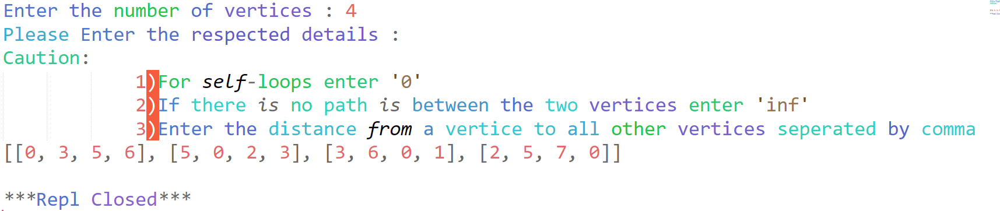 Enter the number of vertices : 4
Please Enter the respected details :
Caution:
1)For self-loops enter '0'
2)If there is no path is between the two vertices enter 'inf'
3)Enter the distance from a vertice to all other vertices seperated by comma
[[0, 3, 5, 6], [5, 0, 2, 3], [3, 6, 0, 1], [2, 5, 7, 0]]
***Repl Closed***